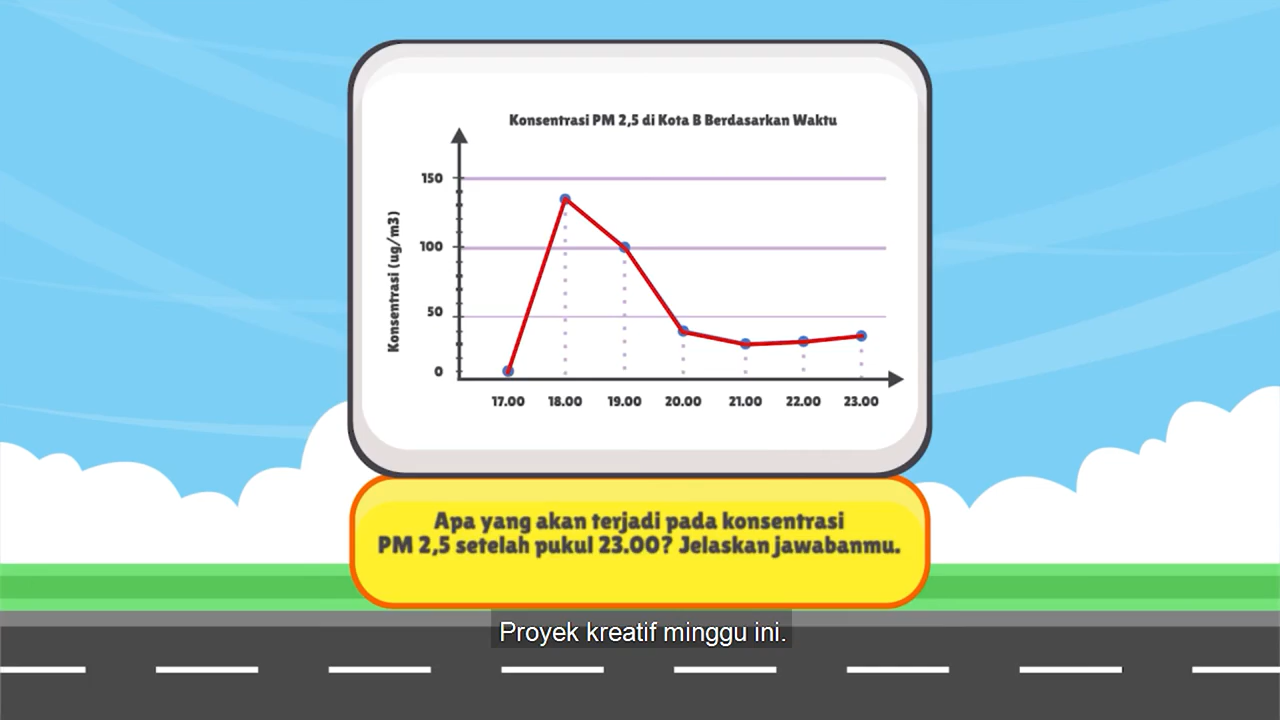 Konsentrasi PM 2,5 di Kota B Berdasarkan Waktu
Konsentrasi (ug/m3)
150
100
50
0
17.00 18.00 19.00 20.00 21.00 22.00 23.00
Apa yang akan terjadi pada konsentrasi
PM 2,5 setelah pukul 23.00? Jelaskan jawabanmu.
Proyek kreatif minggu ini.